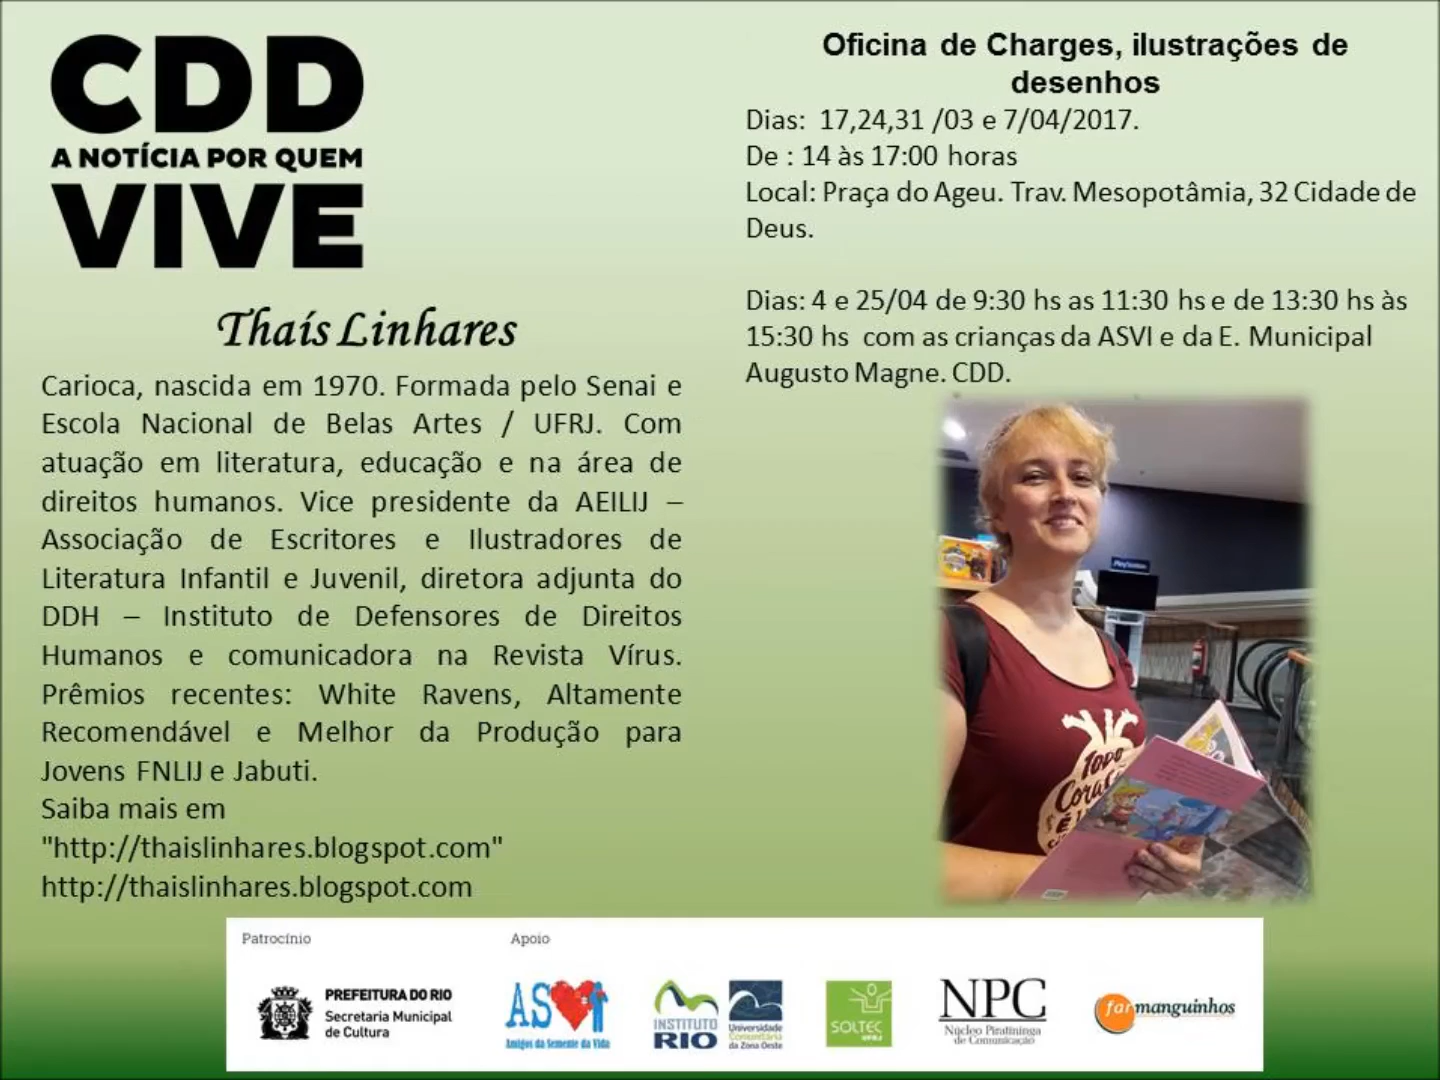 CDD
A NOTÍCIA POR QUEM
VIVE
Thaís Linhares
Carioca, nascida em 1970. Formada pelo Senai e
Escola Nacional de Belas Artes / UFRJ. Com
atuação em literatura, educação e na área de
direitos humanos. Vice presidente da AEILIJ –
Associação de Escritores e Ilustradores de
Literatura Infantil e Juvenil, diretora adjunta do
DDH – Instituto de Defensores de Direitos
Humanos e comunicadora na Revista Vírus.
Prêmios recentes: White Ravens, Altamente
Recomendável e Melhor da Produção para
Jovens FNLIJ e Jabuti.
Saiba mais em
"http://thaislinhares.blogspot.com"
http://thaislinhares.blogspot.com
Oficina de Charges, ilustrações de
desenhos
Dias: 17,24,31 /03 e 7/04/2017.
De : 14 às 17:00 horas
Local: Praça do Ageu. Trav. Mesopotâmia, 32 Cidade de
Deus.
Dias: 4 e 25/04 de 9:30 hs as 11:30 hs e de 13:30 hs às
15:30 hs com as crianças da ASVI e da E. Municipal
Augusto Magne. CDD.
PlayStation
TODO
Coração
É
Patrocínio
Apoio
PREFEITURA DO RIO
Secretaria Municipal
de Cultura
AS
Amigos da Semente da Vida
INSTITUTO
RIO
Universidade
Comunitária
da Zona Oeste
SOLTEC
UFRJ
NPC
Núcleo Piratininga
de Comunicação
farmanguinhos